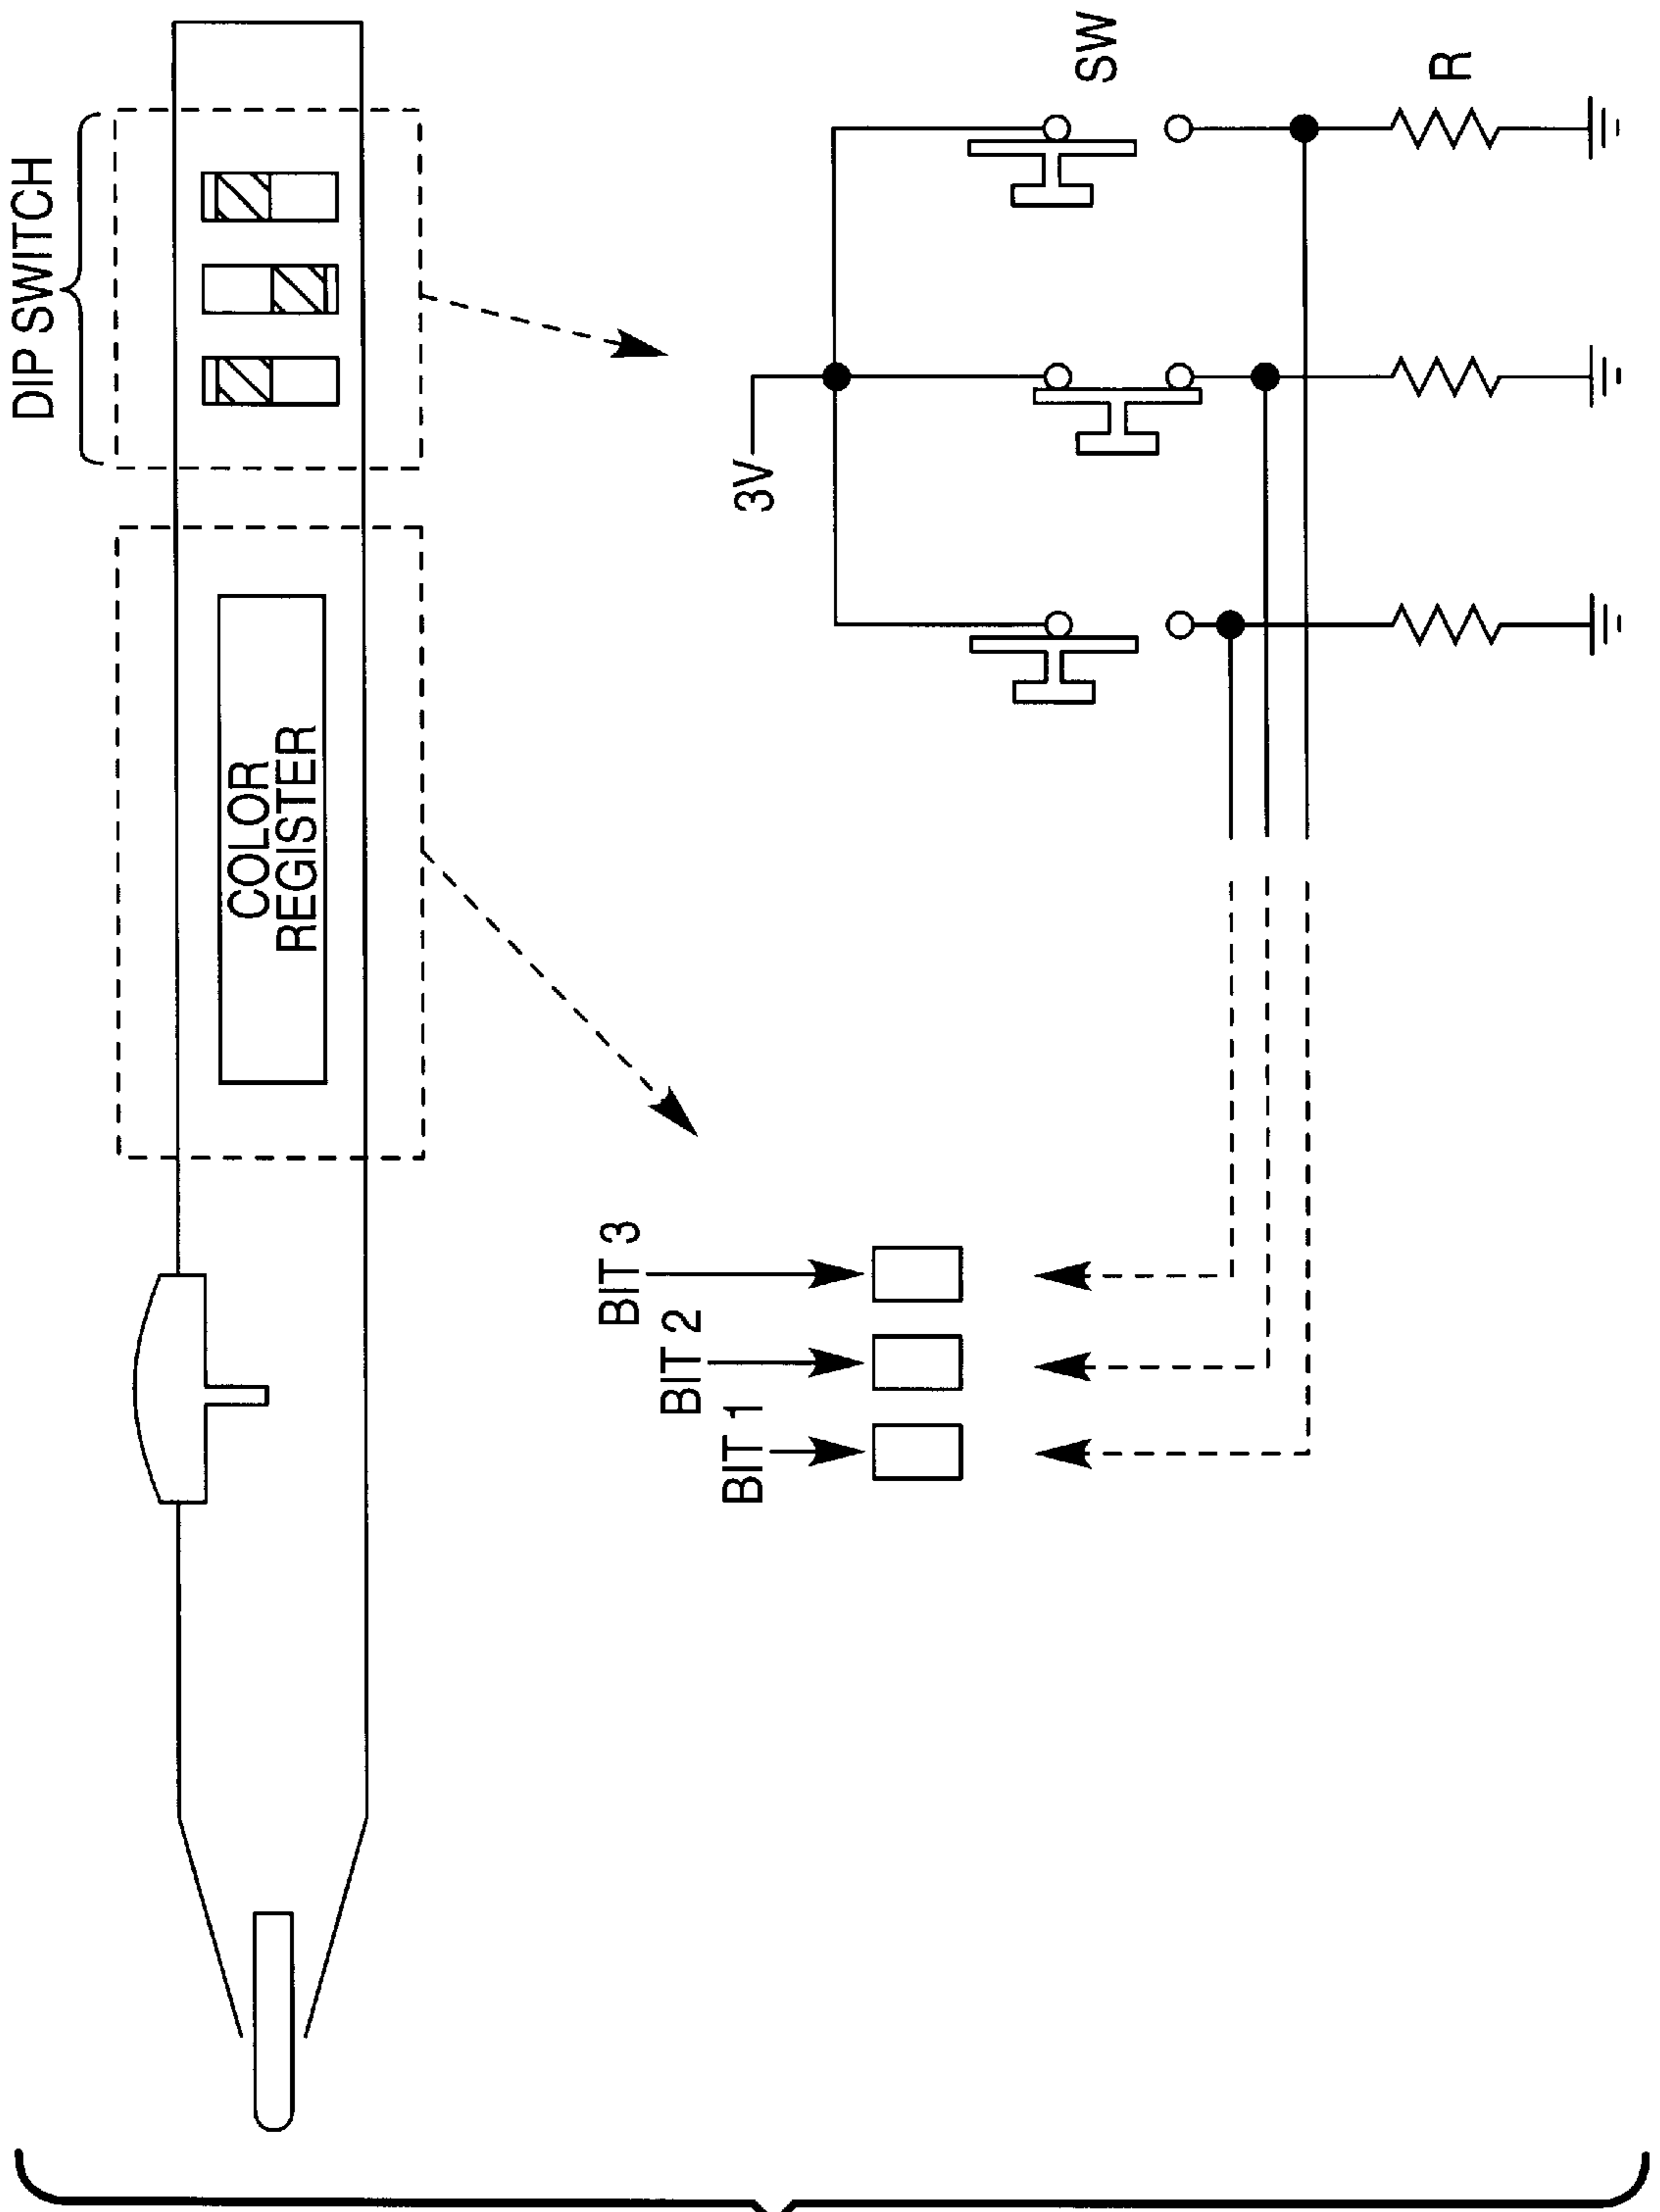 DIP SWITCH
COLOR
REGISTER
3V
SW
R
BIT 1
BIT 2
BIT 3